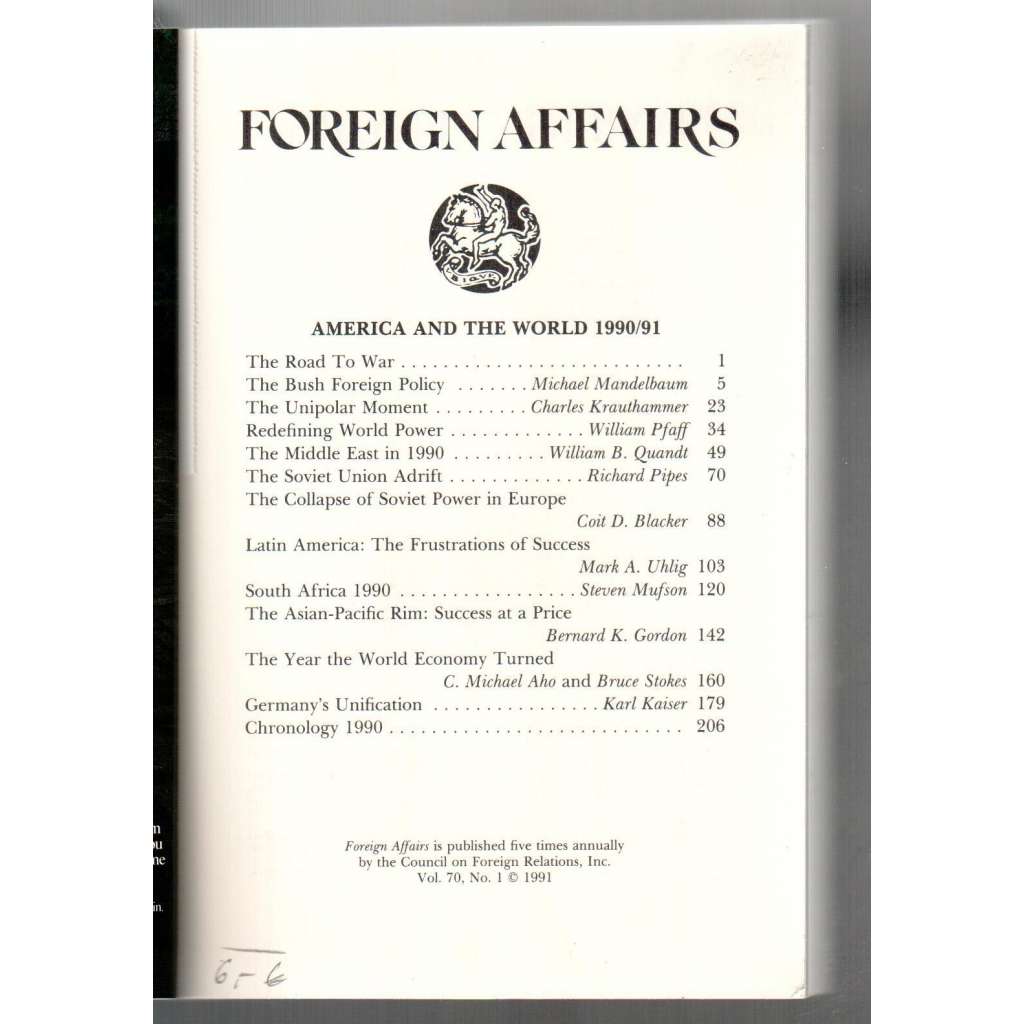 FOREIGN AFFAIRS
VBIQVE
AMERICA AND THE WORLD 1990/91
The Road To War . . . . . . . . . . . . . . . . . . . . . . . . . . . 1
The Bush Foreign Policy . . . . . . . Michael Mandelbaum 5
The Unipolar Moment . . . . . . . . . Charles Krauthammer 23
Redefining World Power . . . . . . . . . . . . . William Pfaff 34
The Middle East in 1990 . . . . . . . . . William B. Quandt 49
The Soviet Union Adrift . . . . . . . . . . . . . Richard Pipes 70
The Collapse of Soviet Power in Europe
Coit D. Blacker 88
Latin America: The Frustrations of Success
Mark A. Uhlig 103
South Africa 1990 . . . . . . . . . . . . . . . . . Steven Mufson 120
The Asian-Pacific Rim: Success at a Price
Bernard K. Gordon 142
The Year the World Economy Turned
C. Michael Aho and Bruce Stokes 160
Germany's Unification . . . . . . . . . . . . . . . . Karl Kaiser 179
Chronology 1990 . . . . . . . . . . . . . . . . . . . . . . . . . . . . 206
Foreign Affairs is published five times annually
by the Council on Foreign Relations, Inc.
Vol. 70, No. 1 © 1991
in.
6,- €